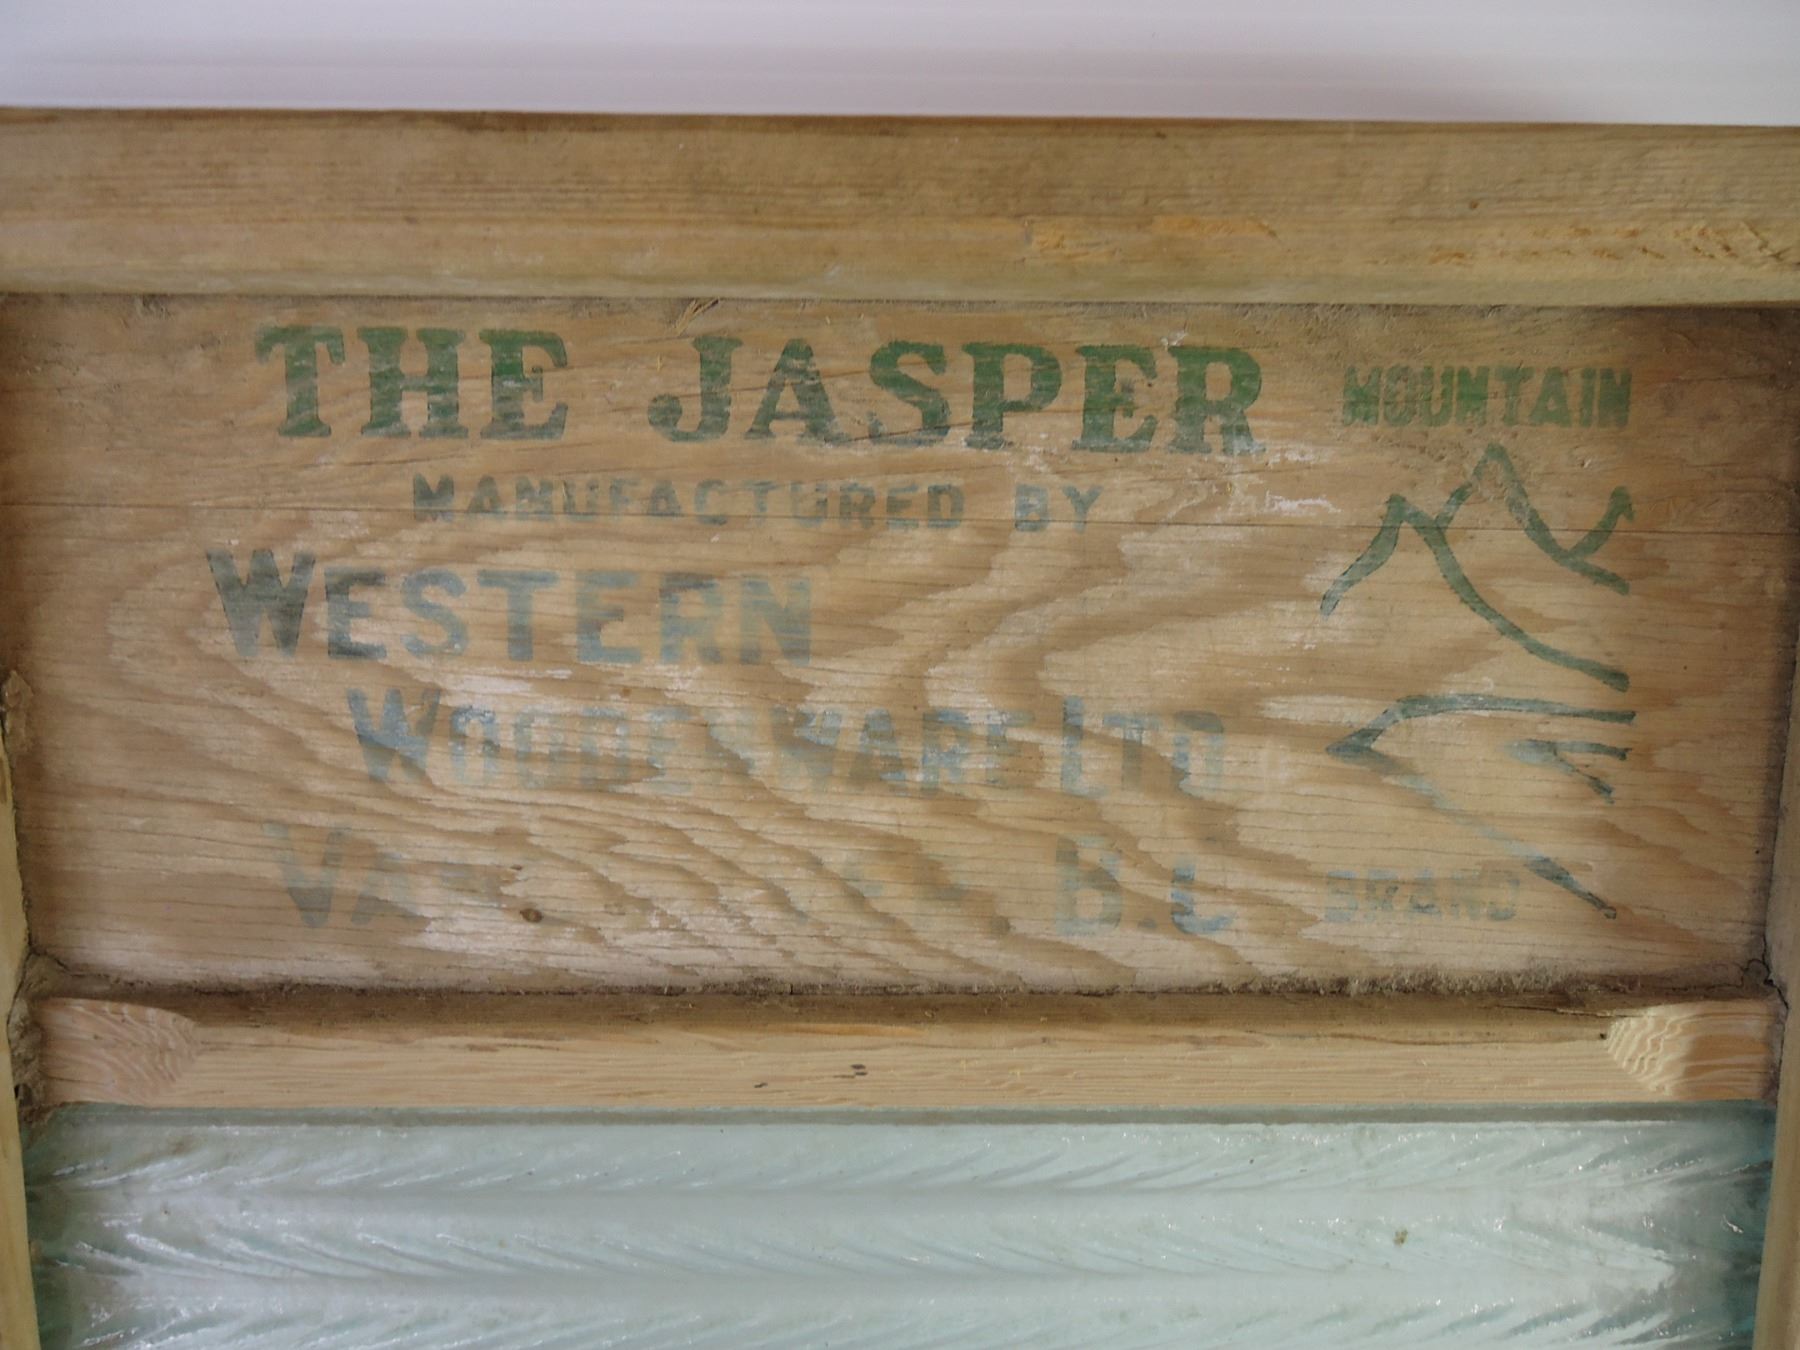 THE JASPER
MANUFACTURED BY
WESTERN
WOODENWARE LTD
B.C
MOUNTAIN
BRAND